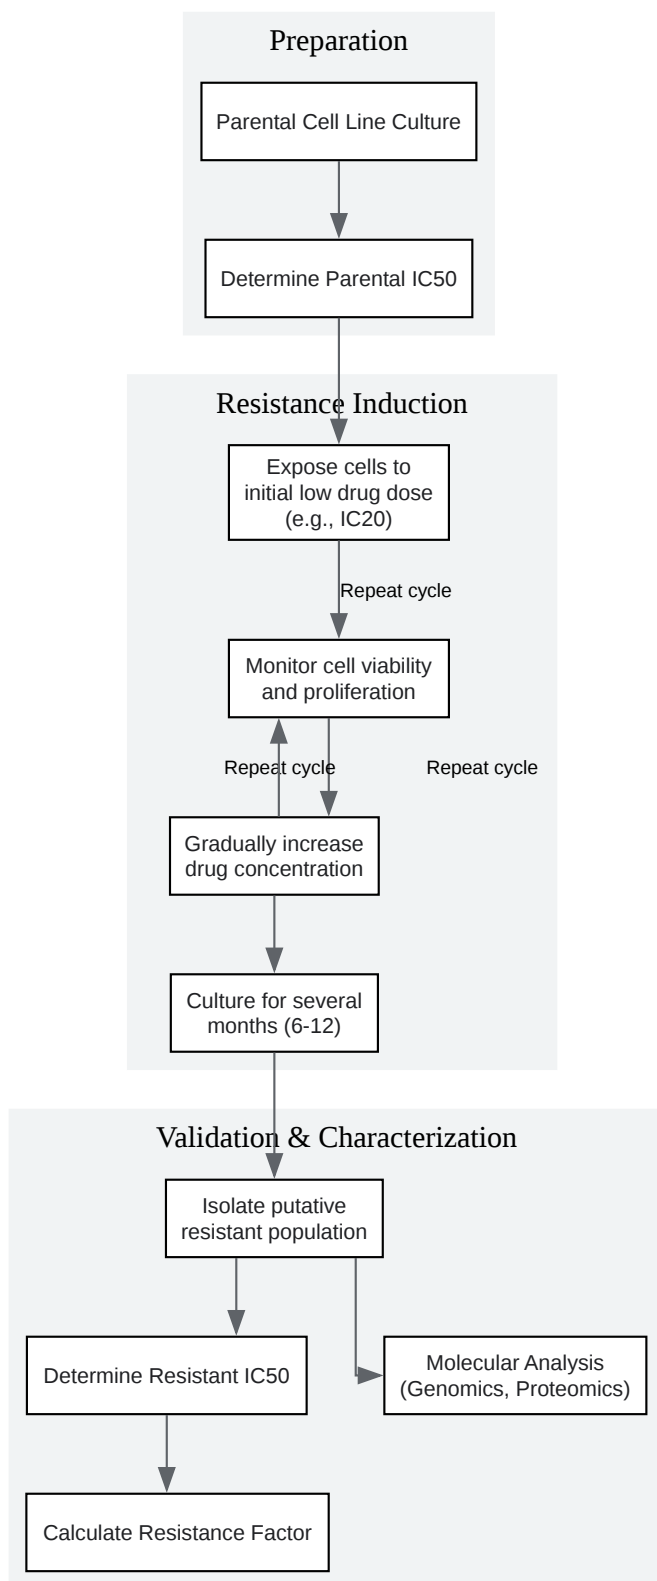 Preparation
Parental Cell Line Culture
Determine Parental IC50
Resistance Induction
Expose cells to
initial low drug dose
(e.g., IC20)
Repeat cycle
Monitor cell viability
and proliferation
Repeat cycle
Repeat cycle
Gradually increase
drug concentration
Culture for several
months (6-12)
Validation & Characterization
Isolate putative
resistant population
Determine Resistant IC50
Molecular Analysis
(Genomics, Proteomics)
Calculate Resistance Factor